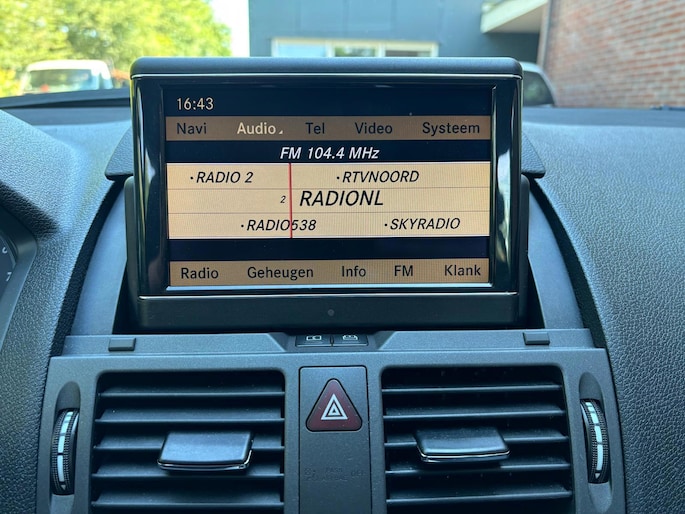 16:43
Navi Audio Tel Video Systeem
FM 104.4 MHz
·RADIO 2 ·RTVNOORD
2 RADIONL
·RADIO538 ·SKYRADIO
Radio Geheugen Info FM Klank